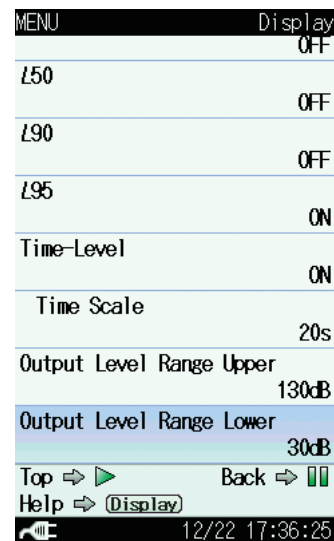 MENU Display
OFF
L50
OFF
L90
OFF
L95
ON
Time-Level
ON
Time Scale
20s
Output Level Range Upper
130dB
Output Level Range Lower
30dB
Top ⇨ ▷ Back ⇨ ▯▯
Help ⇨ (Display)
12/22 17:36:25